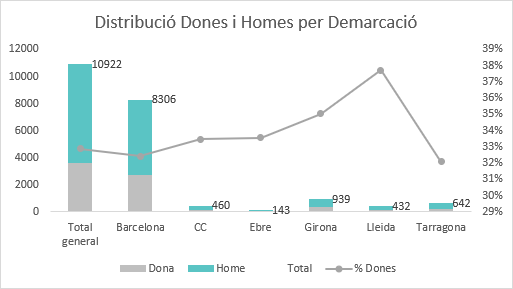 Distribució Dones i Homes per Demarcació
12000
10000
8000
6000
4000
2000
0
39%
38%
37%
36%
35%
34%
33%
32%
31%
30%
29%
10922
8306
460
143
939
432
642
Total general
Barcelona
CC
Ebre
Girona
Lleida
Tarragona
Dona
Home
Total
% Dones